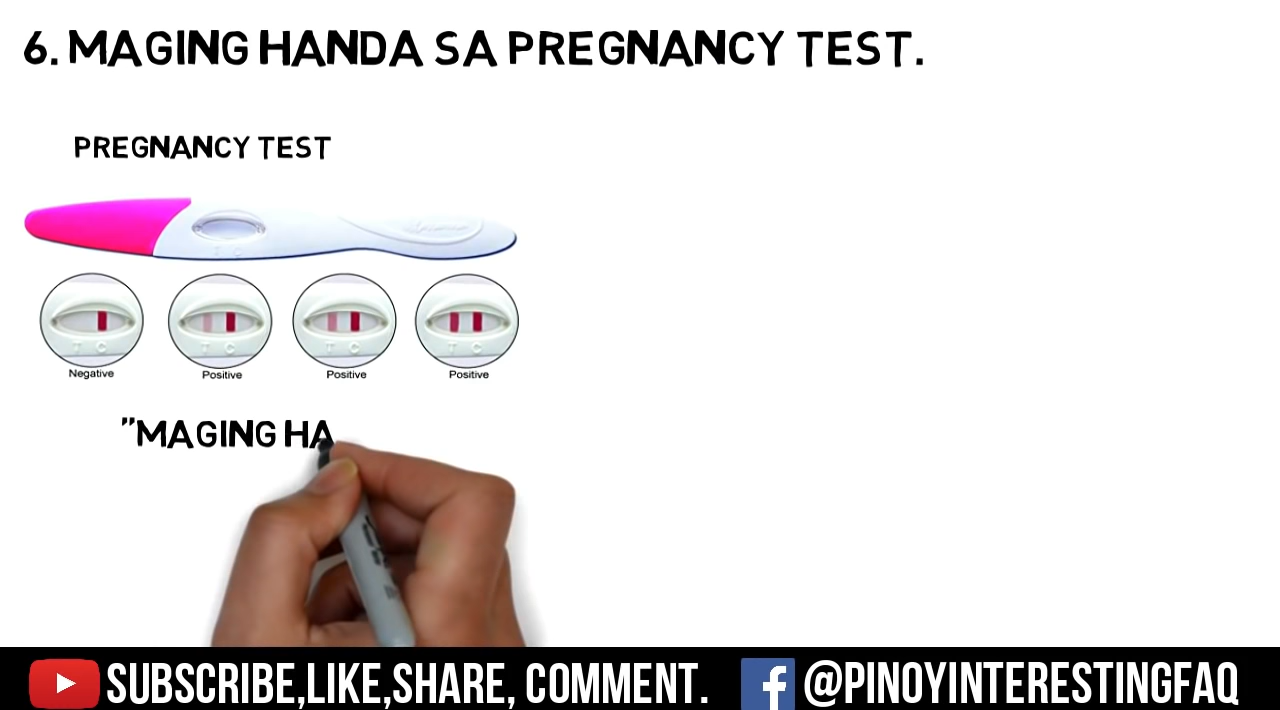 6. MAGING HANDA SA PREGNANCY TEST.
PREGNANCY TEST
T C
T C
T C
T C
T C
Negative
Positive
Positive
Positive
"MAGING HA
SUBSCRIBE,LIKE,SHARE, COMMENT.
f @PINOYINTERESTINGFAQ